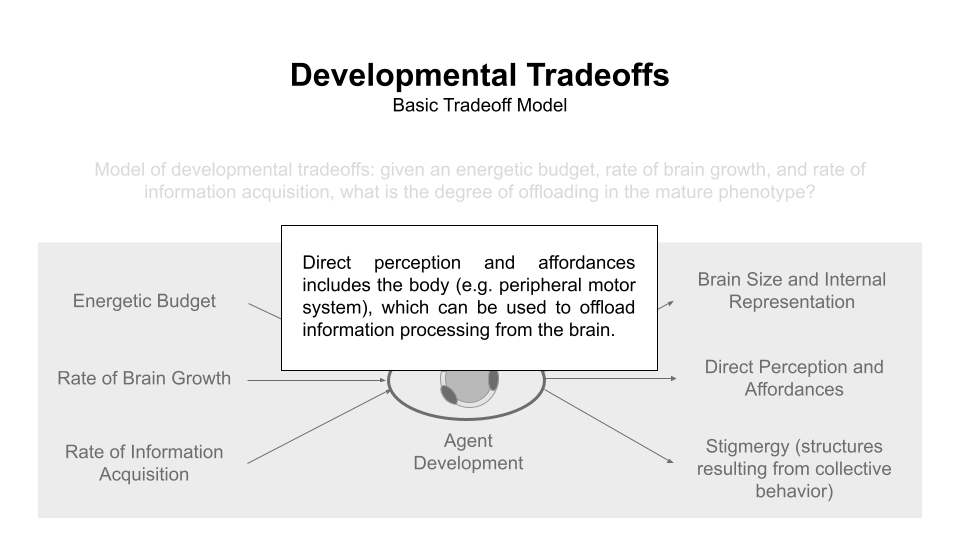 Developmental Tradeoffs
Basic Tradeoff Model
Model of developmental tradeoffs: given an energetic budget, rate of brain growth, and rate of
information acquisition, what is the degree of offloading in the mature phenotype?
Direct perception and affordances
includes the body (e.g. peripheral motor
system), which can be used to offload
information processing from the brain.
Energetic Budget
Rate of Brain Growth
Rate of Information
Acquisition
Agent
Development
Brain Size and Internal
Representation
Direct Perception and
Affordances
Stigmergy (structures
resulting from collective
behavior)